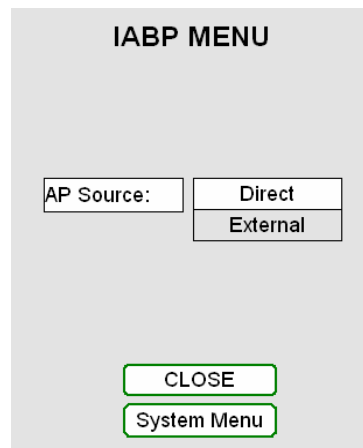 IABP MENU
AP Source: Direct
External
CLOSE
System Menu